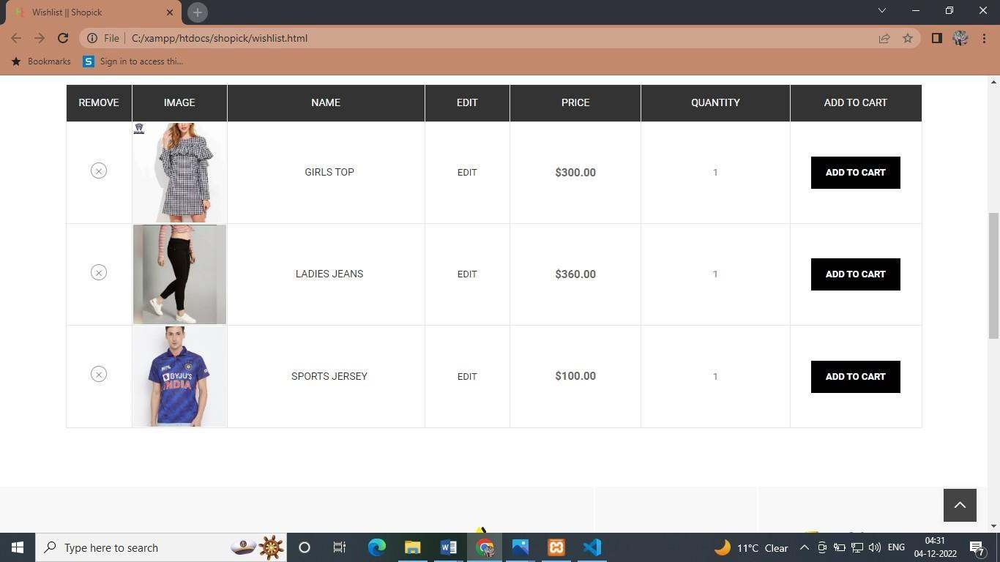 Wishlist || Shopick
File
C:/xampp/htdocs/shopick/wishlist.html
Bookmarks
S
Sign in to access thi...
REMOVE IMAGE NAME EDIT PRICE QUANTITY ADD TO CART
GIRLS TOP EDIT $300.00 1 ADD TO CART
LADIES JEANS EDIT $360.00 1 ADD TO CART
BYJU'S
INDIA
SPORTS JERSEY EDIT $100.00 1 ADD TO CART
Type here to search
11°C Clear
ENG
04:31
04-12-2022
7